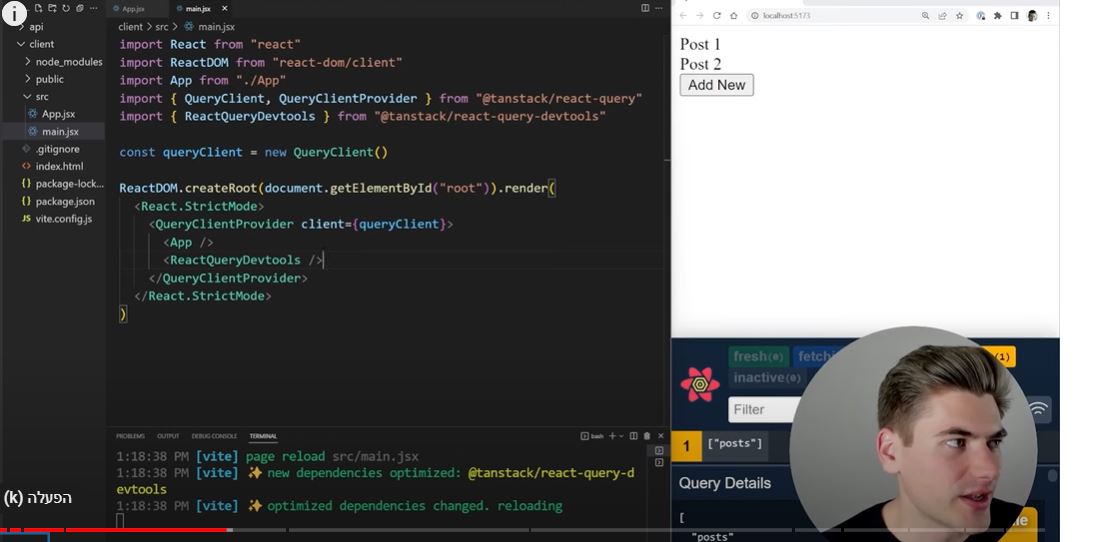 i
api
client
node_modules
public
src
App.jsx
main.jsx
.gitignore
index.html
package-lock...
package.json
JS vite.config.js
App.jsx
main.jsx
client > src > main.jsx
import React from "react"
import ReactDOM from "react-dom/client"
import App from "./App"
import { QueryClient, QueryClientProvider } from "@tanstack/react-query"
import { ReactQueryDevtools } from "@tanstack/react-query-devtools"
const queryClient = new QueryClient()
ReactDOM.createRoot(document.getElementById("root")).render(
<React.StrictMode>
<QueryClientProvider client={queryClient}>
<App />
<ReactQueryDevtools />
</QueryClientProvider>
</React.StrictMode>
)
PROBLEMS OUTPUT DEBUG CONSOLE TERMINAL
bash
1:18:38 PM [vite] page reload src/main.jsx
1:18:38 PM [vite] ✨ new dependencies optimized: @tanstack/react-query-d
evtools
1:18:38 PM [vite] ✨ optimized dependencies changed. reloading
הפעלה (k)
localhost:5173
Post 1
Post 2
Add New
fresh (0)
(1)
inactive (0)
Filter
1 ["posts"]
Query Details
[
"posts"